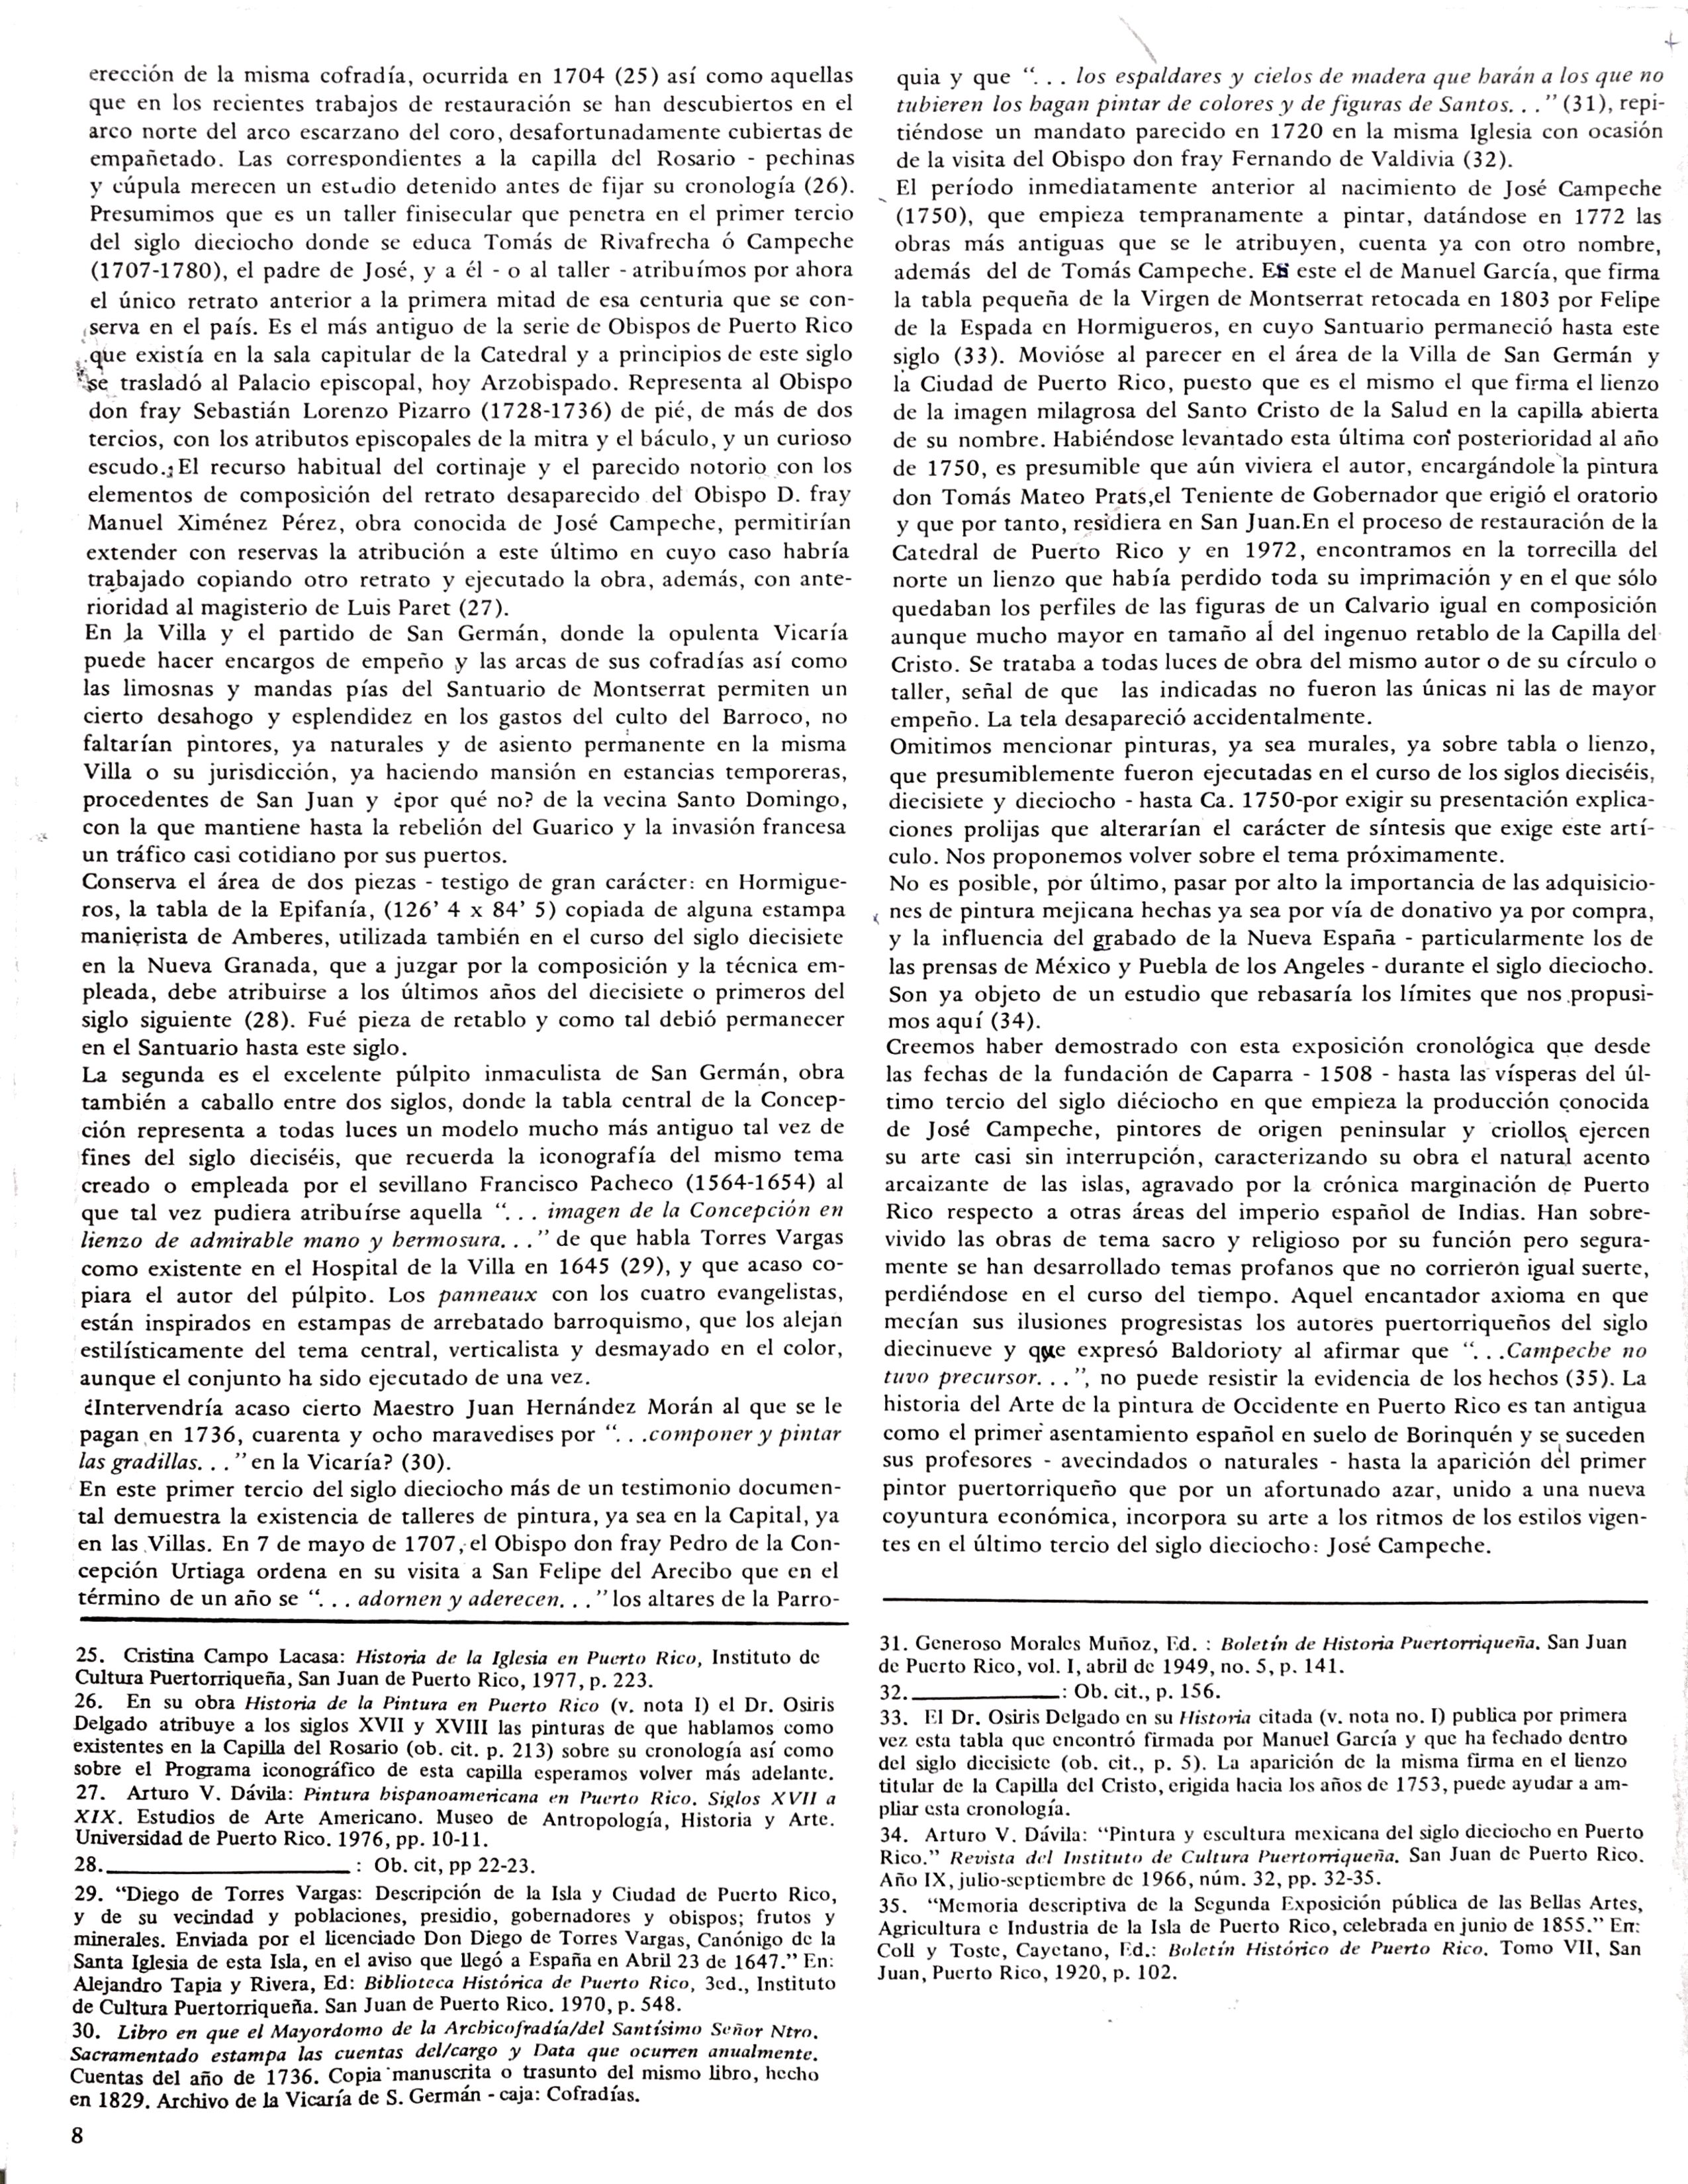 erección de la misma cofradía, ocurrida en 1704 (25) así como aquellas
que en los recientes trabajos de restauración se han descubiertos en el
arco norte del arco escarzano del coro, desafortunadamente cubiertas de
empañetado. Las correspondientes a la capilla del Rosario - pechinas
y cúpula merecen un estudio detenido antes de fijar su cronología (26).
Presumimos que es un taller finisecular que penetra en el primer tercio
del siglo dieciocho donde se educa Tomás de Rivafrecha ó Campeche
(1707-1780), el padre de José, y a él - o al taller - atribuímos por ahora
el único retrato anterior a la primera mitad de esa centuria que se con-
serva en el país. Es el más antiguo de la serie de Obispos de Puerto Rico
que existía en la sala capitular de la Catedral y a principios de este siglo
se trasladó al Palacio episcopal, hoy Arzobispado. Representa al Obispo
don fray Sebastián Lorenzo Pizarro (1728-1736) de pié, de más de dos
tercios, con los atributos episcopales de la mitra y el báculo, y un curioso
escudo. El recurso habitual del cortinaje y el parecido notorio con los
elementos de composición del retrato desaparecido del Obispo D. fray
Manuel Ximénez Pérez, obra conocida de José Campeche, permitirían
extender con reservas la atribución a este último en cuyo caso habría
trabajado copiando otro retrato y ejecutado la obra, además, con ante-
rioridad al magisterio de Luis Paret (27).
En la Villa y el partido de San Germán, donde la opulenta Vicaría
puede hacer encargos de empeño y las arcas de sus cofradías así como
las limosnas y mandas pías del Santuario de Montserrat permiten un
cierto desahogo y esplendidez en los gastos del culto del Barroco, no
faltarían pintores, ya naturales y de asiento permanente en la misma
Villa o su jurisdicción, ya haciendo mansión en estancias temporeras,
procedentes de San Juan y ¿por qué no? de la vecina Santo Domingo,
con la que mantiene hasta la rebelión del Guarico y la invasión francesa
un tráfico casi cotidiano por sus puertos.
Conserva el área de dos piezas - testigo de gran carácter: en Hormigue-
ros, la tabla de la Epifanía, (126' 4 x 84' 5) copiada de alguna estampa
manierista de Amberes, utilizada también en el curso del siglo diecisiete
en la Nueva Granada, que a juzgar por la composición y la técnica em-
pleada, debe atribuirse a los últimos años del diecisiete o primeros del
siglo siguiente (28). Fué pieza de retablo y como tal debió permanecer
en el Santuario hasta este siglo.
La segunda es el excelente púlpito inmaculista de San Germán, obra
también a caballo entre dos siglos, donde la tabla central de la Concep-
ción representa a todas luces un modelo mucho más antiguo tal vez de
fines del siglo dieciséis, que recuerda la iconografía del mismo tema
creado o empleada por el sevillano Francisco Pacheco (1564-1654) al
que tal vez pudiera atribuírse aquella “. . . imagen de la Concepción en
lienzo de admirable mano y hermosura. . .” de que habla Torres Vargas
como existente en el Hospital de la Villa en 1645 (29), y que acaso co-
piara el autor del púlpito. Los panneaux con los cuatro evangelistas,
están inspirados en estampas de arrebatado barroquismo, que los alejan
estilísticamente del tema central, verticalista y desmayado en el color,
aunque el conjunto ha sido ejecutado de una vez.
¿Intervendría acaso cierto Maestro Juan Hernández Morán al que se le
pagan en 1736, cuarenta y ocho maravedises por “. . .componer y pintar
las gradillas. . .” en la Vicaría? (30).
En este primer tercio del siglo dieciocho más de un testimonio documen-
tal demuestra la existencia de talleres de pintura, ya sea en la Capital, ya
en las Villas. En 7 de mayo de 1707, el Obispo don fray Pedro de la Con-
cepción Urtiaga ordena en su visita a San Felipe del Arecibo que en el
término de un año se “. . . adornen y aderecen. . .” los altares de la Parro-
25. Cristina Campo Lacasa: Historia de la Iglesia en Puerto Rico, Instituto de
Cultura Puertorriqueña, San Juan de Puerto Rico, 1977, p. 223.
26. En su obra Historia de la Pintura en Puerto Rico (v. nota I) el Dr. Osiris
Delgado atribuye a los siglos XVII y XVIII las pinturas de que hablamos como
existentes en la Capilla del Rosario (ob. cit. p. 213) sobre su cronología así como
sobre el Programa iconográfico de esta capilla esperamos volver más adelante.
27. Arturo V. Dávila: Pintura hispanoamericana en Puerto Rico. Siglos XVII a
XIX. Estudios de Arte Americano. Museo de Antropología, Historia y Arte.
Universidad de Puerto Rico. 1976, pp. 10-11.
28.____________________ : Ob. cit, pp 22-23.
29. “Diego de Torres Vargas: Descripción de la Isla y Ciudad de Puerto Rico,
y de su vecindad y poblaciones, presidio, gobernadores y obispos; frutos y
minerales. Enviada por el licenciado Don Diego de Torres Vargas, Canónigo de la
Santa Iglesia de esta Isla, en el aviso que llegó a España en Abril 23 de 1647.” En:
Alejandro Tapia y Rivera, Ed: Biblioteca Histórica de Puerto Rico, 3ed., Instituto
de Cultura Puertorriqueña. San Juan de Puerto Rico. 1970, p. 548.
30. Libro en que el Mayordomo de la Archicofradía/del Santísimo Señor Ntro.
Sacramentado estampa las cuentas del/cargo y Data que ocurren anualmente.
Cuentas del año de 1736. Copia manuscrita o trasunto del mismo libro, hecho
en 1829. Archivo de la Vicaría de S. Germán - caja: Cofradías.
8
quia y que “. . . los espaldares y cielos de madera que harán a los que no
tubieren los hagan pintar de colores y de figuras de Santos. . .” (31), repi-
tiéndose un mandato parecido en 1720 en la misma Iglesia con ocasión
de la visita del Obispo don fray Fernando de Valdivia (32).
El período inmediatamente anterior al nacimiento de José Campeche
(1750), que empieza tempranamente a pintar, datándose en 1772 las
obras más antiguas que se le atribuyen, cuenta ya con otro nombre,
además del de Tomás Campeche. Es este el de Manuel García, que firma
la tabla pequeña de la Virgen de Montserrat retocada en 1803 por Felipe
de la Espada en Hormigueros, en cuyo Santuario permaneció hasta este
siglo (33). Movióse al parecer en el área de la Villa de San Germán y
la Ciudad de Puerto Rico, puesto que es el mismo el que firma el lienzo
de la imagen milagrosa del Santo Cristo de la Salud en la capilla abierta
de su nombre. Habiéndose levantado esta última con posterioridad al año
de 1750, es presumible que aún viviera el autor, encargándole la pintura
don Tomás Mateo Prats,el Teniente de Gobernador que erigió el oratorio
y que por tanto, residiera en San Juan.En el proceso de restauración de la
Catedral de Puerto Rico y en 1972, encontramos en la torrecilla del
norte un lienzo que había perdido toda su imprimación y en el que sólo
quedaban los perfiles de las figuras de un Calvario igual en composición
aunque mucho mayor en tamaño al del ingenuo retablo de la Capilla del
Cristo. Se trataba a todas luces de obra del mismo autor o de su círculo o
taller, señal de que las indicadas no fueron las únicas ni las de mayor
empeño. La tela desapareció accidentalmente.
Omitimos mencionar pinturas, ya sea murales, ya sobre tabla o lienzo,
que presumiblemente fueron ejecutadas en el curso de los siglos dieciséis,
diecisiete y dieciocho - hasta Ca. 1750-por exigir su presentación explica-
ciones prolijas que alterarían el carácter de síntesis que exige este artí-
culo. Nos proponemos volver sobre el tema próximamente.
No es posible, por último, pasar por alto la importancia de las adquisicio-
nes de pintura mejicana hechas ya sea por vía de donativo ya por compra,
y la influencia del grabado de la Nueva España - particularmente los de
las prensas de México y Puebla de los Angeles - durante el siglo dieciocho.
Son ya objeto de un estudio que rebasaría los límites que nos propusi-
mos aquí (34).
Creemos haber demostrado con esta exposición cronológica que desde
las fechas de la fundación de Caparra - 1508 - hasta las vísperas del úl-
timo tercio del siglo diéciocho en que empieza la producción conocida
de José Campeche, pintores de origen peninsular y criollos ejercen
su arte casi sin interrupción, caracterizando su obra el natural acento
arcaizante de las islas, agravado por la crónica marginación de Puerto
Rico respecto a otras áreas del imperio español de Indias. Han sobre-
vivido las obras de tema sacro y religioso por su función pero segura-
mente se han desarrollado temas profanos que no corrierón igual suerte,
perdiéndose en el curso del tiempo. Aquel encantador axioma en que
mecían sus ilusiones progresistas los autores puertorriqueños del siglo
diecinueve y que expresó Baldorioty al afirmar que “. . .Campeche no
tuvo precursor. . .”, no puede resistir la evidencia de los hechos (35). La
historia del Arte de la pintura de Occidente en Puerto Rico es tan antigua
como el primer asentamiento español en suelo de Borinquén y se suceden
sus profesores - avecindados o naturales - hasta la aparición del primer
pintor puertorriqueño que por un afortunado azar, unido a una nueva
coyuntura económica, incorpora su arte a los ritmos de los estilos vigen-
tes en el último tercio del siglo dieciocho: José Campeche.
31. Generoso Morales Muñoz, Ed. : Boletín de Historia Puertorriqueña. San Juan
de Puerto Rico, vol. I, abril de 1949, no. 5, p. 141.
32.____________: Ob. cit., p. 156.
33. El Dr. Osiris Delgado en su Historia citada (v. nota no. I) publica por primera
vez esta tabla que encontró firmada por Manuel García y que ha fechado dentro
del siglo diecisiete (ob. cit., p. 5). La aparición de la misma firma en el lienzo
titular de la Capilla del Cristo, erigida hacia los años de 1753, puede ayudar a am-
pliar esta cronología.
34. Arturo V. Dávila: “Pintura y escultura mexicana del siglo dieciocho en Puerto
Rico.” Revista del Instituto de Cultura Puertorriqueña. San Juan de Puerto Rico.
Año IX, julio-septiembre de 1966, núm. 32, pp. 32-35.
35. “Memoria descriptiva de la Segunda Exposición pública de las Bellas Artes,
Agricultura e Industria de la Isla de Puerto Rico, celebrada en junio de 1855.” En:
Coll y Toste, Cayetano, Ed.: Boletín Histórico de Puerto Rico. Tomo VII, San
Juan, Puerto Rico, 1920, p. 102.